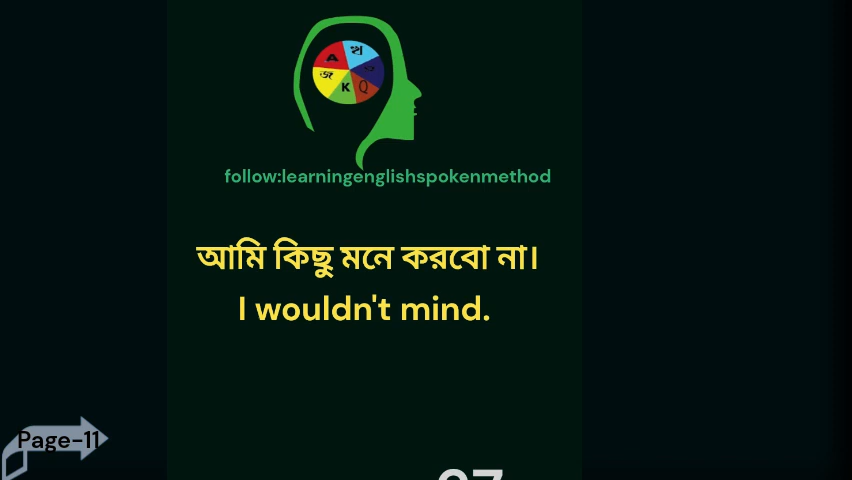 A খ
জ K Q
follow:learningenglishspokenmethod
আমি কিছু মনে করবো না।
I wouldn't mind.
Page-11